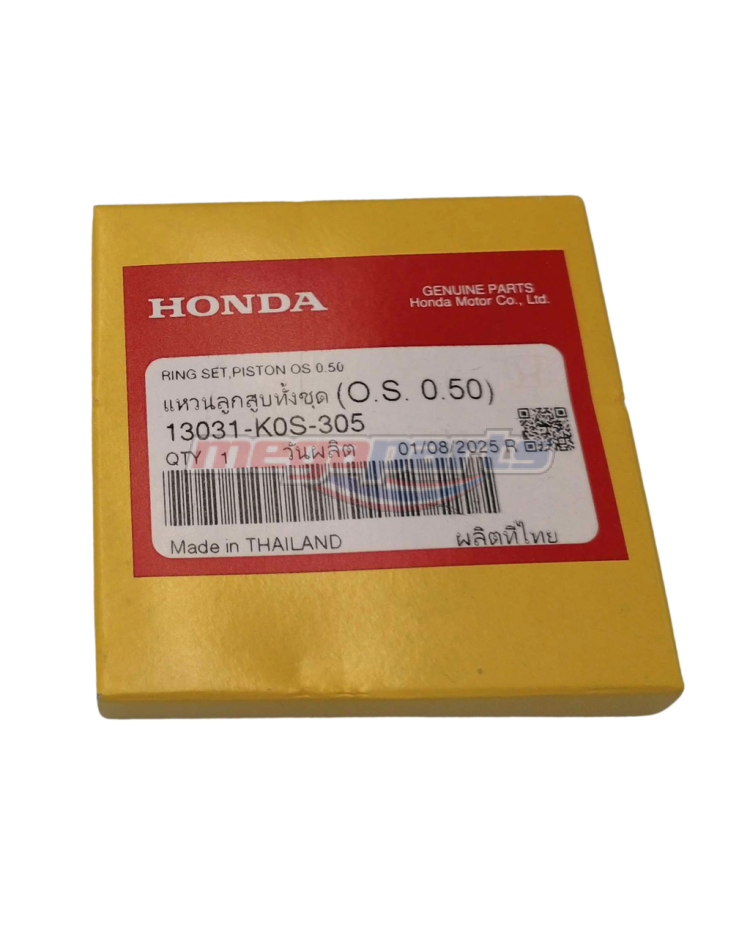 HONDA
GENUINE PARTS
Honda Motor Co., Ltd.
RING SET,PISTON OS 0.50
แหวนลูกสูบทั้งชุด (O.S. 0.50)
13031-K0S-305
QTY วันผลิต 01/08/2025 R
megaparts
Made in THAILAND ผลิตที่ไทย